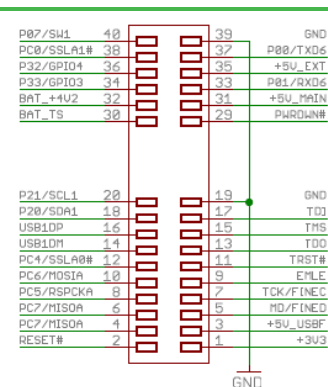 P07/SW1 40 39 GND
PC0/SSLA1# 38 37 P00/TXD6
P32/GPIO4 36 35 +5V_EXT
P33/GPIO3 34 33 P01/RXD6
BAT_+4V2 32 31 +5V_MAIN
BAT_TS 30 29 PWRDWN#
P21/SCL1 20 19 GND
P20/SDA1 18 17 TDI
USB1DP 16 15 TMS
USB1DM 14 13 TDO
PC4/SSLA0# 12 11 TRST#
PC6/MOSIA 10 9 EMLE
PC5/RSPCKA 8 7 TCK/FINEC
PC7/MISOA 6 5 MD/FINED
PC7/MISOA 4 3 +5V_USBF
RESET# 2 1 +3V3
GND